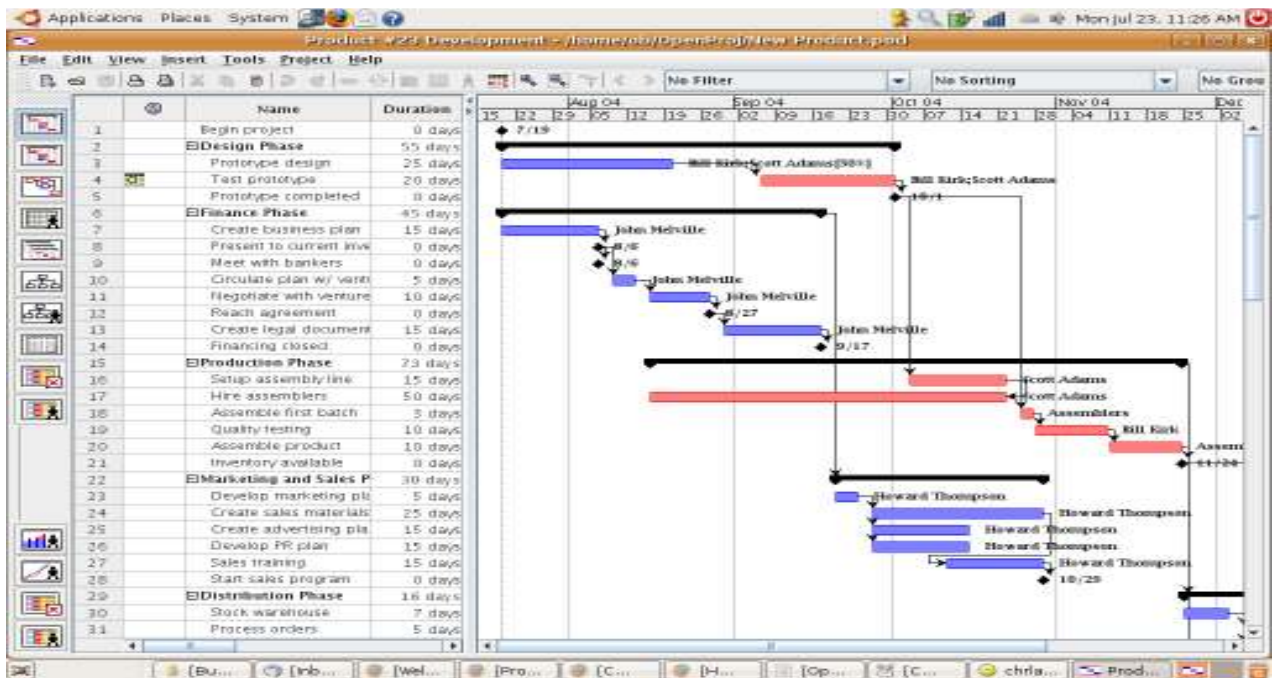 Applications Places System Mon Jul 23, 11:26 AM
Product #23 Development - /home/ob/OpenProj/New Product.pod
File Edit View Insert Tools Project Help
No Filter No Sorting No Grou
Name Duration
Aug 04 Sep 04 Oct 04 Nov 04 Dec
15 22 29 05 12 19 26 02 09 16 23 30 07 14 21 28 04 11 18 25 02
1 Begin project 0 days 7/19
2 Design Phase 55 days
3 Prototype design 25 days Bill Kirk;Scott Adams[50%]
4 Test prototype 20 days Bill Kirk;Scott Adams
5 Prototype completed 0 days 10/1
6 Finance Phase 45 days
7 Create business plan 15 days John Melville
8 Present to current inve 0 days 8/6
9 Meet with bankers 0 days 8/6
10 Circulate plan w/ vent 5 days John Melville
11 Negotiate with venture 10 days John Melville
12 Reach agreement 0 days 8/27
13 Create legal document 15 days John Melville
14 Financing closed 0 days 9/17
15 Production Phase 73 days
16 Setup assembly line 15 days Scott Adams
17 Hire assemblers 50 days Scott Adams
18 Assemble first batch 3 days Assemblers
19 Quality testing 10 days Bill Kirk
20 Assemble product 10 days Assem
21 Inventory available 0 days
22 Marketing and Sales P 30 days
23 Develop marketing pla 5 days Howard Thompson
24 Create sales materials 25 days Howard Thompson
25 Create advertising pla 15 days Howard Thompson
26 Develop PR plan 15 days Howard Thompson
27 Sales training 15 days Howard Thompson
28 Start sales program 0 days 10/29
29 Distribution Phase 16 days
30 Stock warehouse 7 days
31 Process orders 5 days
[Bu... [Inb... [Wel... [Pro... [C... [H... [Op... [C... chrla... Prod...